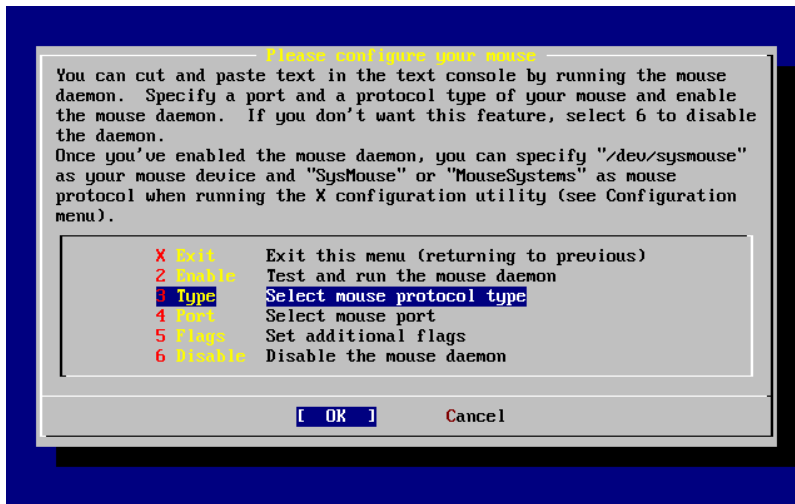 Please configure your mouse
You can cut and paste text in the text console by running the mouse
daemon.  Specify a port and a protocol type of your mouse and enable
the mouse daemon.  If you don't want this feature, select 6 to disable
the daemon.
Once you've enabled the mouse daemon, you can specify "/dev/sysmouse"
as your mouse device and "SysMouse" or "MouseSystems" as mouse
protocol when running the X configuration utility (see Configuration
menu).
X Exit     Exit this menu (returning to previous)
2 Enable   Test and run the mouse daemon
3 Type     Select mouse protocol type
4 Port     Select mouse port
5 Flags    Set additional flags
6 Disable  Disable the mouse daemon
[  OK  ]       Cancel